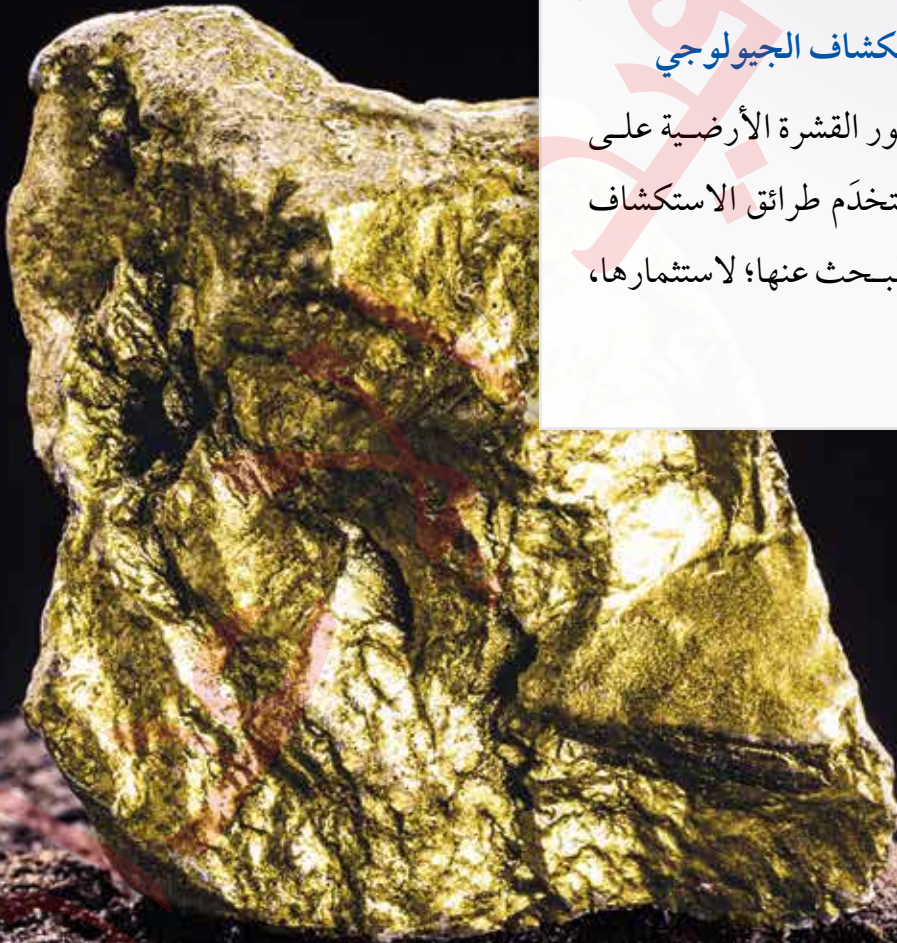 كشاف الجيولوجي
ور القشرة الأرضية على
تخدَم طرائق الاستكشاف
بحث عنها؛ لاستثمارها،